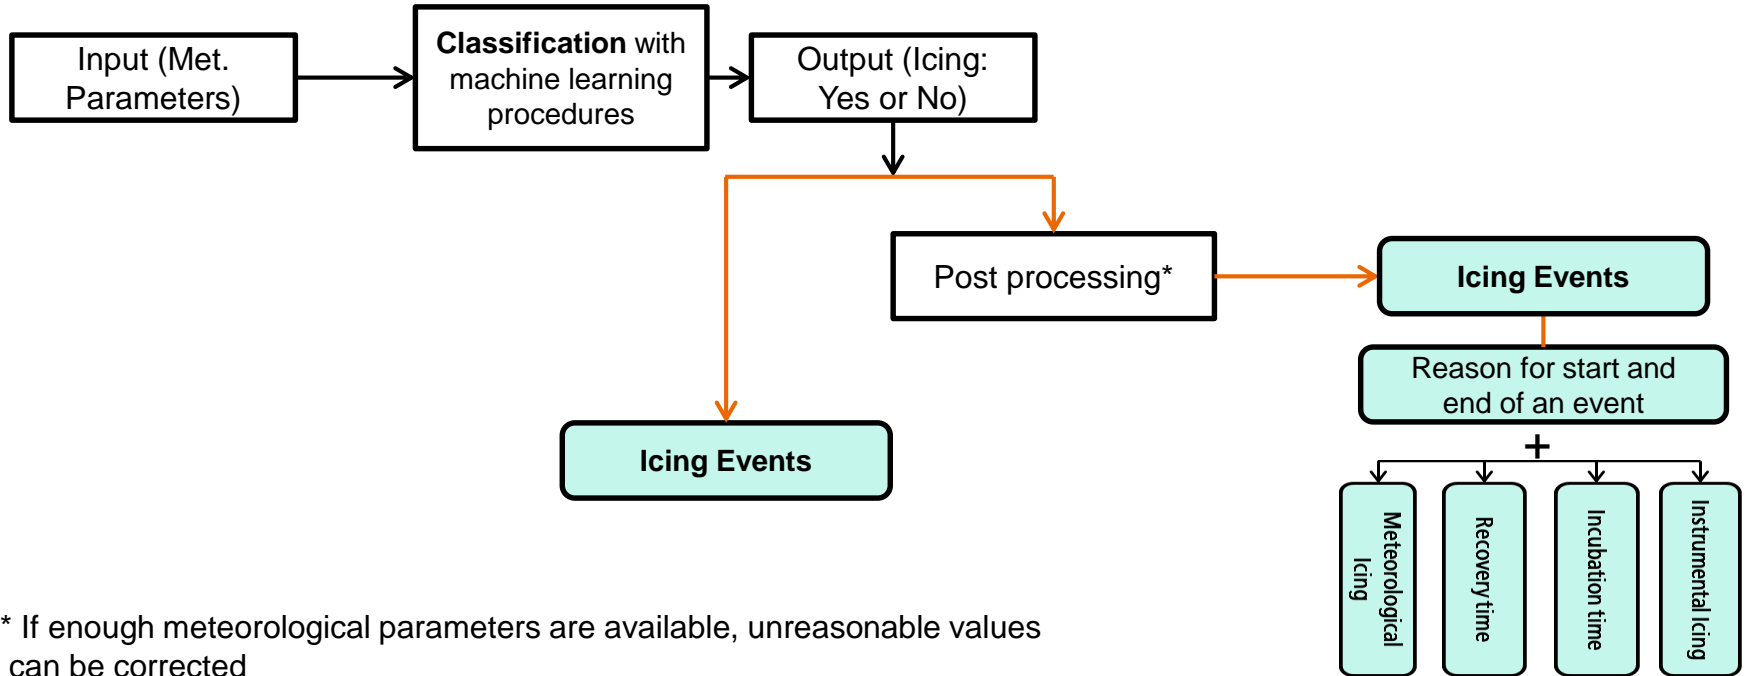 Input (Met.
Parameters)
Classification with
machine learning
procedures
Output (Icing:
Yes or No)
Post processing*
Icing Events
Icing Events
Reason for start and
end of an event
+
Meteorological
Icing
Recovery time
Incubation time
Instrumental Icing
* If enough meteorological parameters are available, unreasonable values
can be corrected